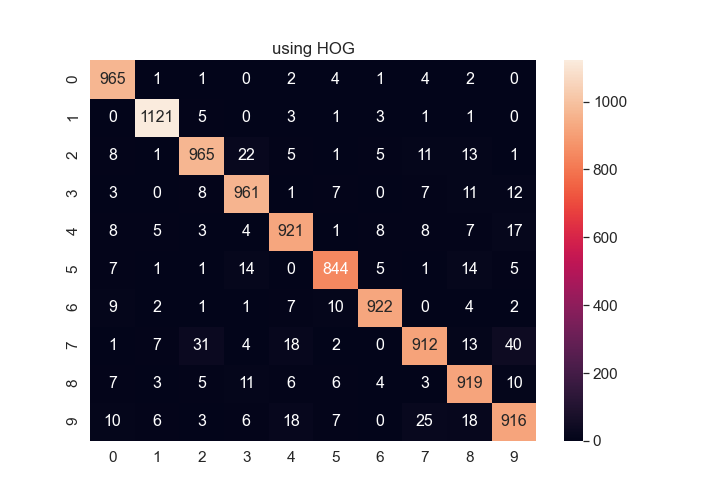 using HOG
0 965 1 1 0 2 4 1 4 2 0
1 0 1121 5 0 3 1 3 1 1 0
2 8 1 965 22 5 1 5 11 13 1
3 3 0 8 961 1 7 0 7 11 12
4 8 5 3 4 921 1 8 8 7 17
5 7 1 1 14 0 844 5 1 14 5
6 9 2 1 1 7 10 922 0 4 2
7 1 7 31 4 18 2 0 912 13 40
8 7 3 5 11 6 6 4 3 919 10
9 10 6 3 6 18 7 0 25 18 916
0 1 2 3 4 5 6 7 8 9
1000
800
600
400
200
0